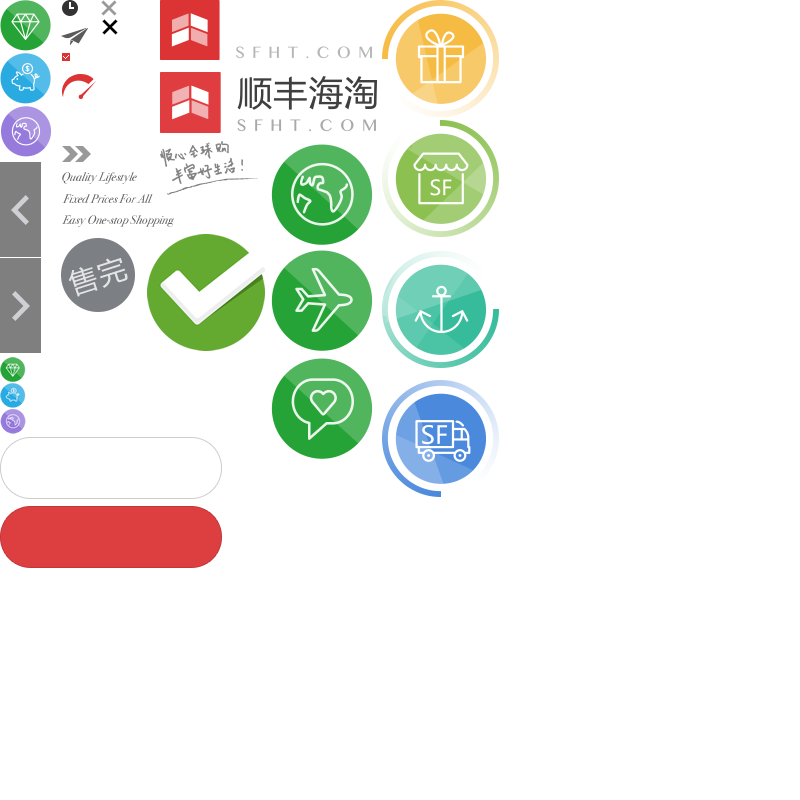 SFHT.COM
顺丰海淘
SFHT.COM
顺心全球购
丰富好生活!
Quality Lifestyle
Fixed Prices For All
Easy One-stop Shopping
售完
SF
SF